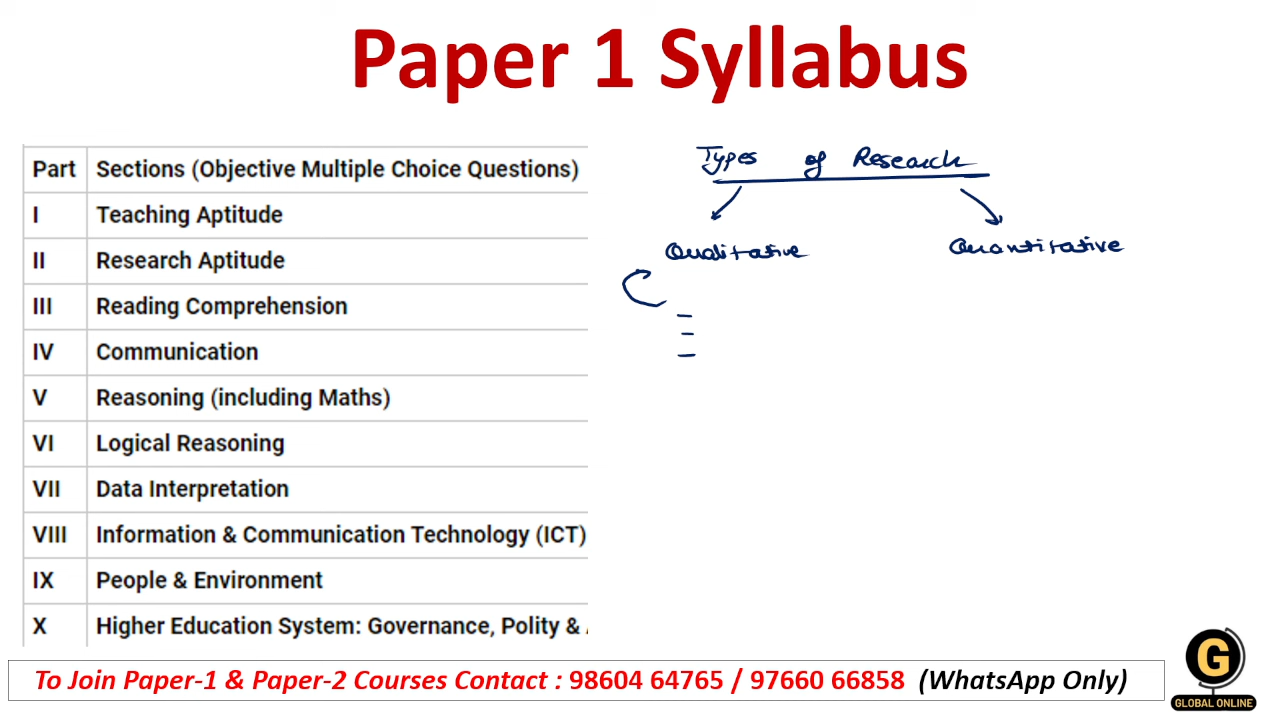 Paper 1 Syllabus
Part Sections (Objective Multiple Choice Questions)
I Teaching Aptitude
II Research Aptitude
III Reading Comprehension
IV Communication
V Reasoning (including Maths)
VI Logical Reasoning
VII Data Interpretation
VIII Information & Communication Technology (ICT)
IX People & Environment
X Higher Education System: Governance, Polity &
Types of Research
Qualitative Quantitative
To Join Paper-1 & Paper-2 Courses Contact : 98604 64765 / 97660 66858 (WhatsApp Only)
G
GLOBAL ONLINE